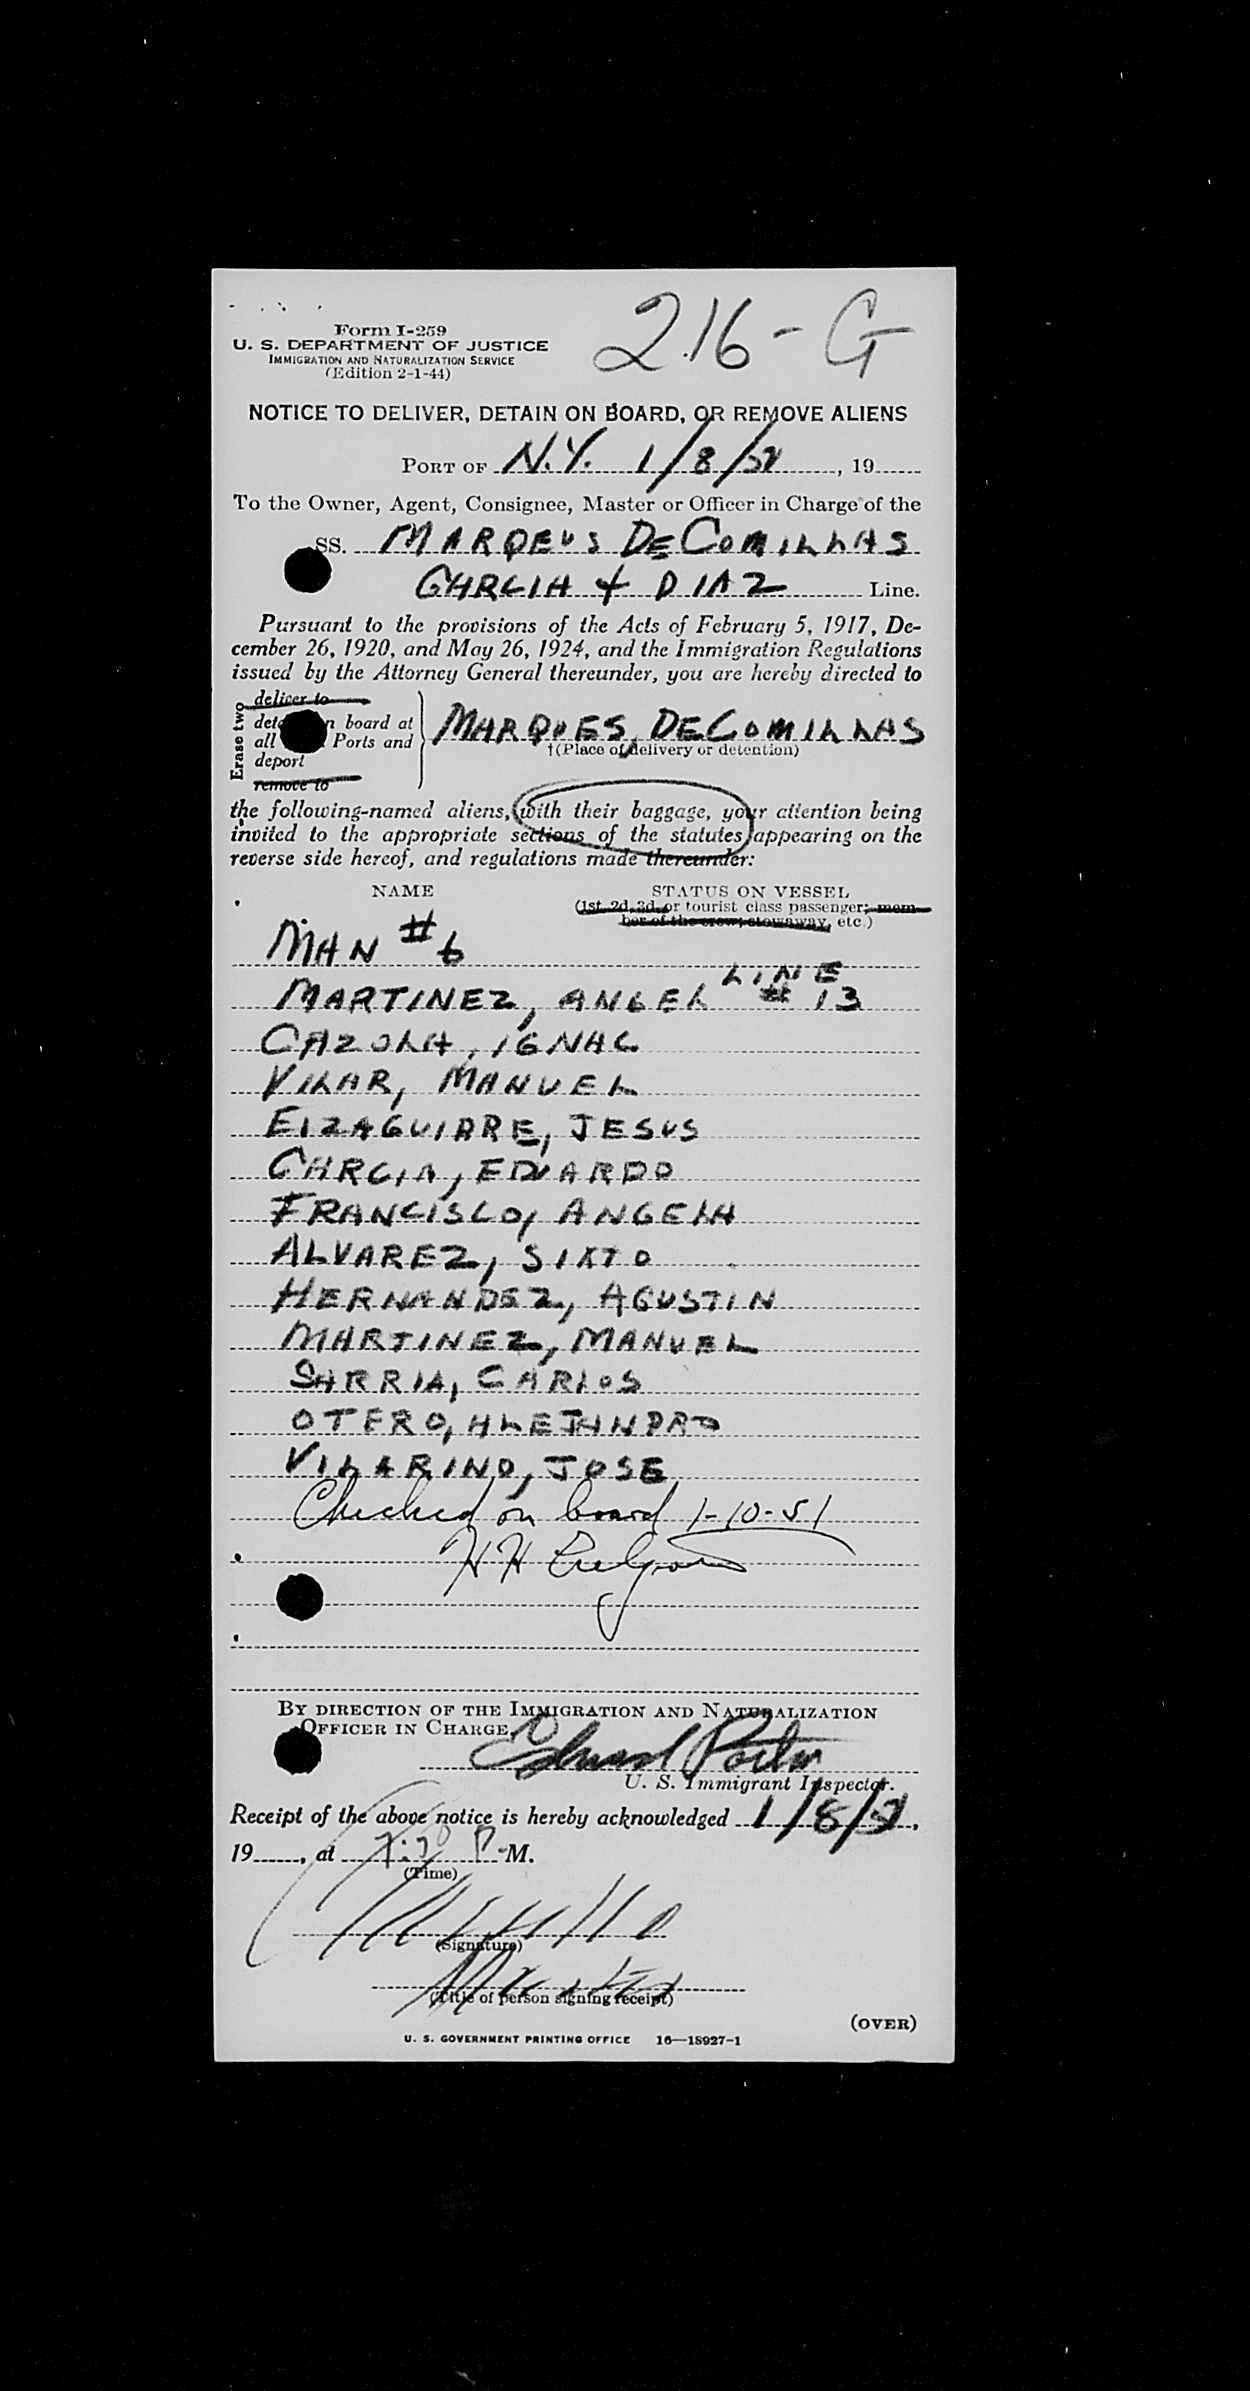 216-G
Form I-259
U. S. DEPARTMENT OF JUSTICE
IMMIGRATION AND NATURALIZATION SERVICE
(Edition 2-1-44)
NOTICE TO DELIVER, DETAIN ON BOARD, OR REMOVE ALIENS
PORT OF N.Y. 1/8/51, 19
To the Owner, Agent, Consignee, Master or Officer in Charge of the
SS. MARQEUS DECOMILLAS
GARCIA & DIAZ Line.
Pursuant to the provisions of the Acts of February 5, 1917, De-
cember 26, 1920, and May 26, 1924, and the Immigration Regulations
issued by the Attorney General thereunder, you are hereby directed to
Erase two
deliver to
n board at
all Ports and
deport
remove to
MARQUES, DECOMILLAS
†(Place of delivery or detention)
the following-named aliens, with their baggage, your attention being
invited to the appropriate sections of the statutes appearing on the
reverse side hereof, and regulations made thereunder:
NAME STATUS ON VESSEL
(1st, 2d, 3d, or tourist class passenger; mem-
ber of the crew; stowaway, etc.)
MAN #6
MARTINEZ, ANGEL LINE # 13
CAZOLA, IGNAC
VILAR, MANUEL
EIZAGUIRRE, JESUS
GARCIA, EDUARDO
FRANCISCO, ANGELA
ALVAREZ, SIXTO
HERNANDEZ, AGUSTIN
MARTINEZ, MANUEL
SARRIA, CARLOS
OTERO, ALEJANDRO
VILARINO, JOSE
Checked on board 1-10-51
H H
BY DIRECTION OF THE IMMIGRATION AND NATURALIZATION
OFFICER IN CHARGE.
Edward Porter
U. S. Immigrant Inspector.
Receipt of the above notice is hereby acknowledged 1/8/51,
19, at 7:30 P.M.
(Time)
(Signature)
(Title of person signing receipt)
(OVER)
U. S. GOVERNMENT PRINTING OFFICE 16—18927-1